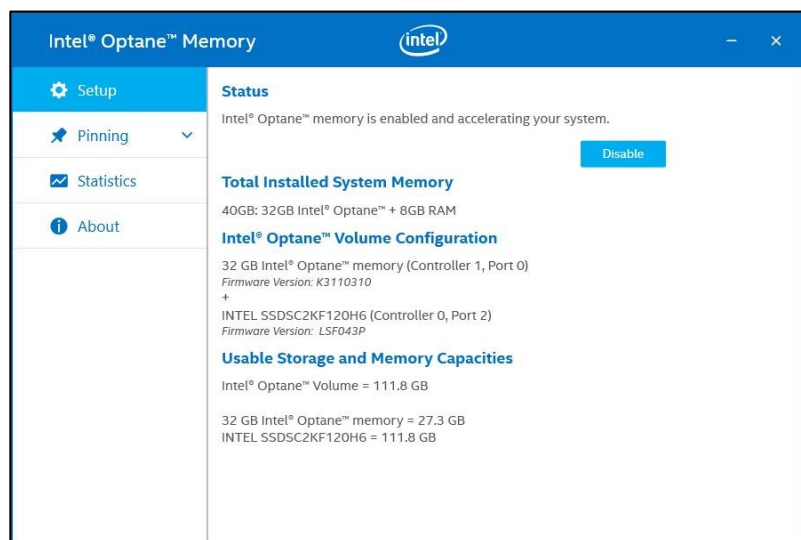 Intel® Optane™ Memory
intel
Setup
Pinning
Statistics
About
Status
Intel® Optane™ memory is enabled and accelerating your system.
Disable
Total Installed System Memory
40GB: 32GB Intel® Optane™ + 8GB RAM
Intel® Optane™ Volume Configuration
32 GB Intel® Optane™ memory (Controller 1, Port 0)
Firmware Version: K3110310
+
INTEL SSDSC2KF120H6 (Controller 0, Port 2)
Firmware Version: LSF043P
Usable Storage and Memory Capacities
Intel® Optane™ Volume = 111.8 GB
32 GB Intel® Optane™ memory = 27.3 GB
INTEL SSDSC2KF120H6 = 111.8 GB